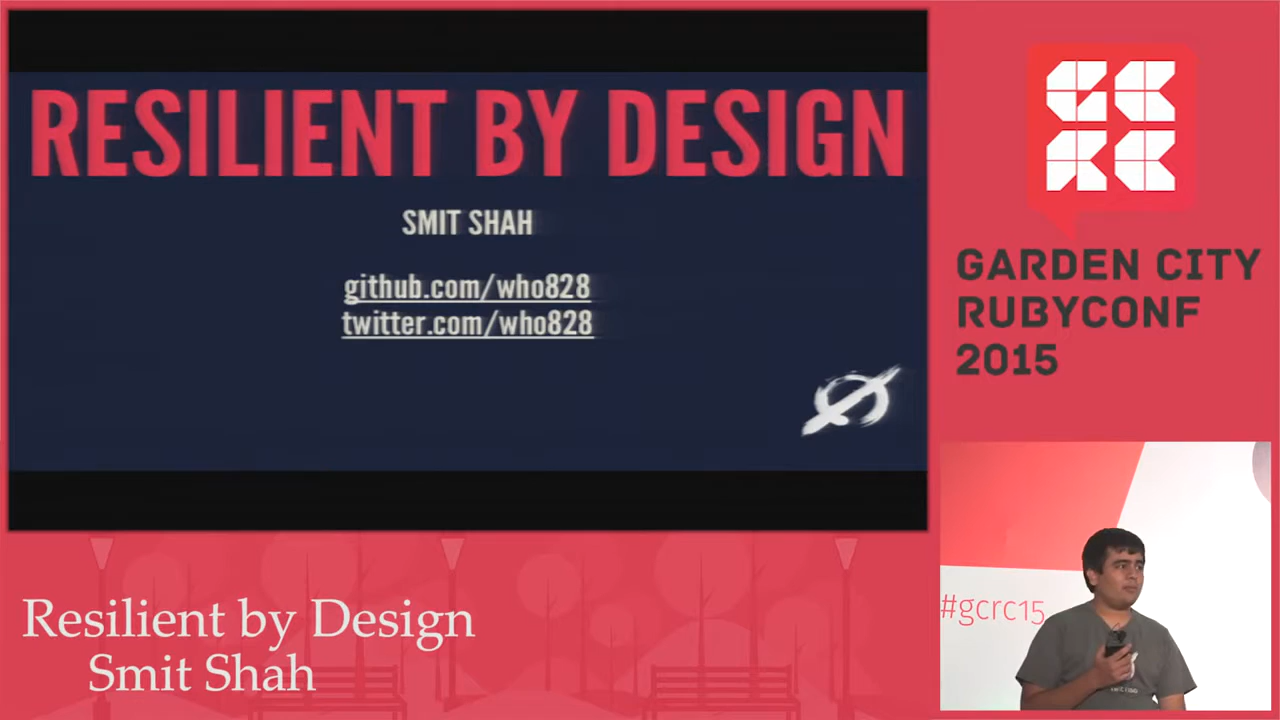 RESILIENT BY DESIGN
SMIT SHAH
github.com/who828
twitter.com/who828
GARDEN CITY
RUBYCONF
2015
#gcrc15
Resilient by Design
Smit Shah